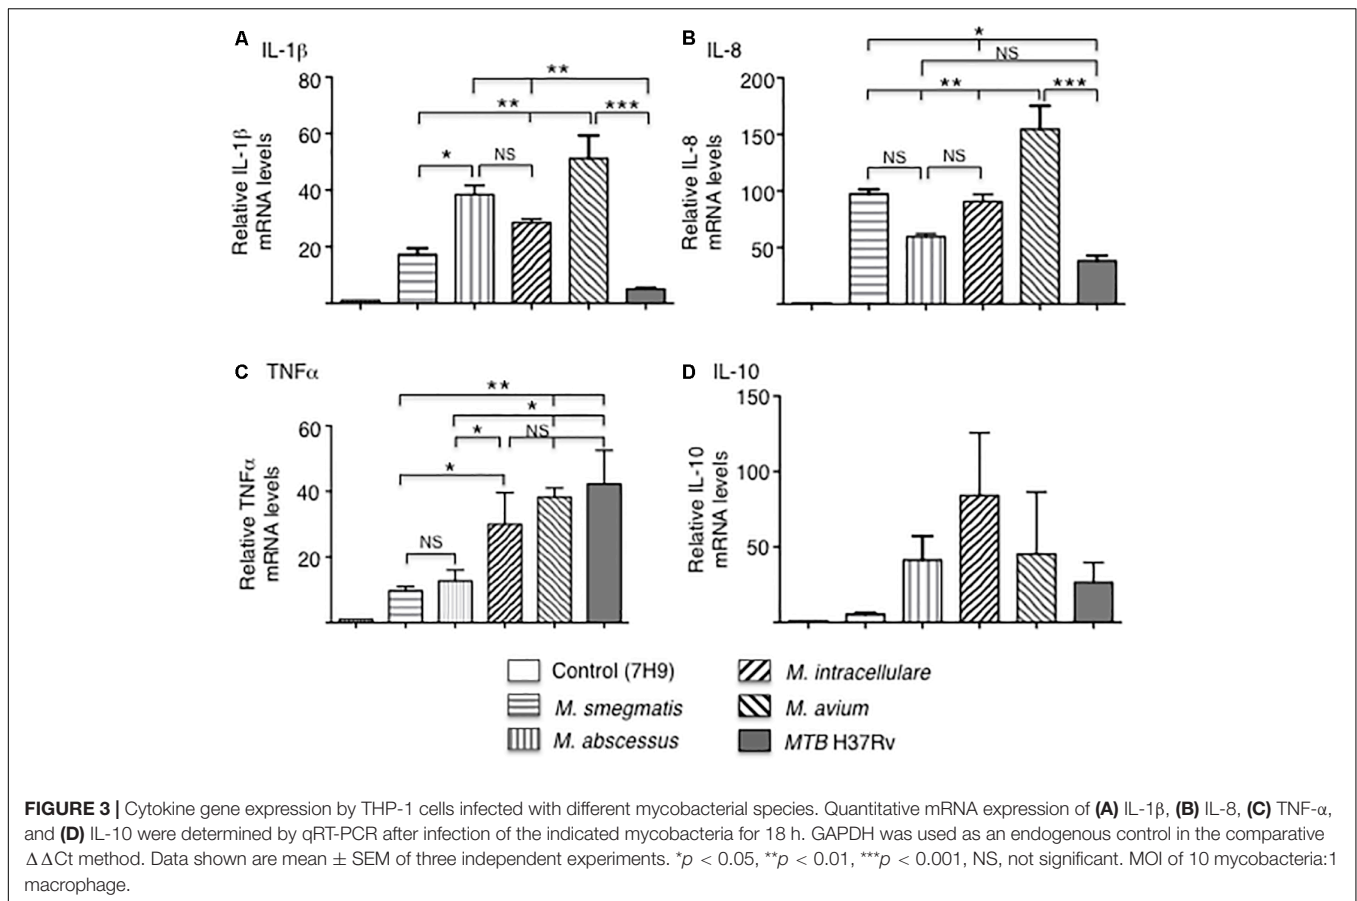 A IL-1β
** 
** ***
* NS
Relative IL-1β
mRNA levels
80
60
40
20
B IL-8
*
NS
** ***
NS NS
Relative IL-8
mRNA levels
200
150
100
50
C TNFα
**
*
* NS
*
NS
Relative TNFα
mRNA levels
60
40
20
D IL-10
Relative IL-10
mRNA levels
150
100
50
Control (7H9)
M. smegmatis
M. abscessus
M. intracellulare
M. avium
MTB H37Rv
FIGURE 3 | Cytokine gene expression by THP-1 cells infected with different mycobacterial species. Quantitative mRNA expression of (A) IL-1β, (B) IL-8, (C) TNF-α,
and (D) IL-10 were determined by qRT-PCR after infection of the indicated mycobacteria for 18 h. GAPDH was used as an endogenous control in the comparative
ΔΔCt method. Data shown are mean ± SEM of three independent experiments. *p < 0.05, **p < 0.01, ***p < 0.001, NS, not significant. MOI of 10 mycobacteria:1
macrophage.